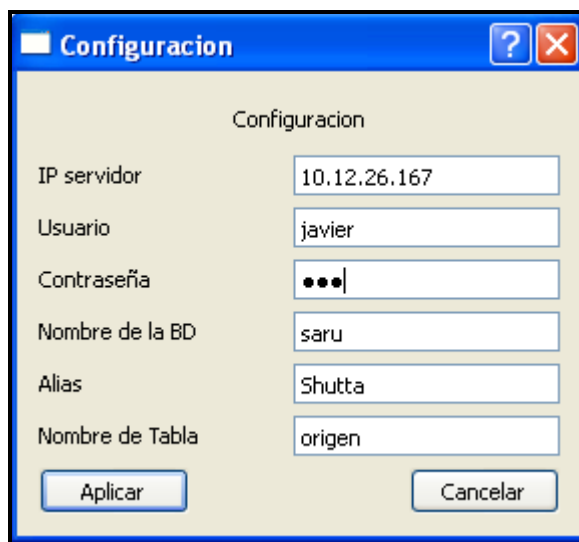 Configuracion
Configuracion
IP servidor 10.12.26.167
Usuario javier
Contraseña ●●●
Nombre de la BD saru
Alias Shutta
Nombre de Tabla origen
Aplicar Cancelar